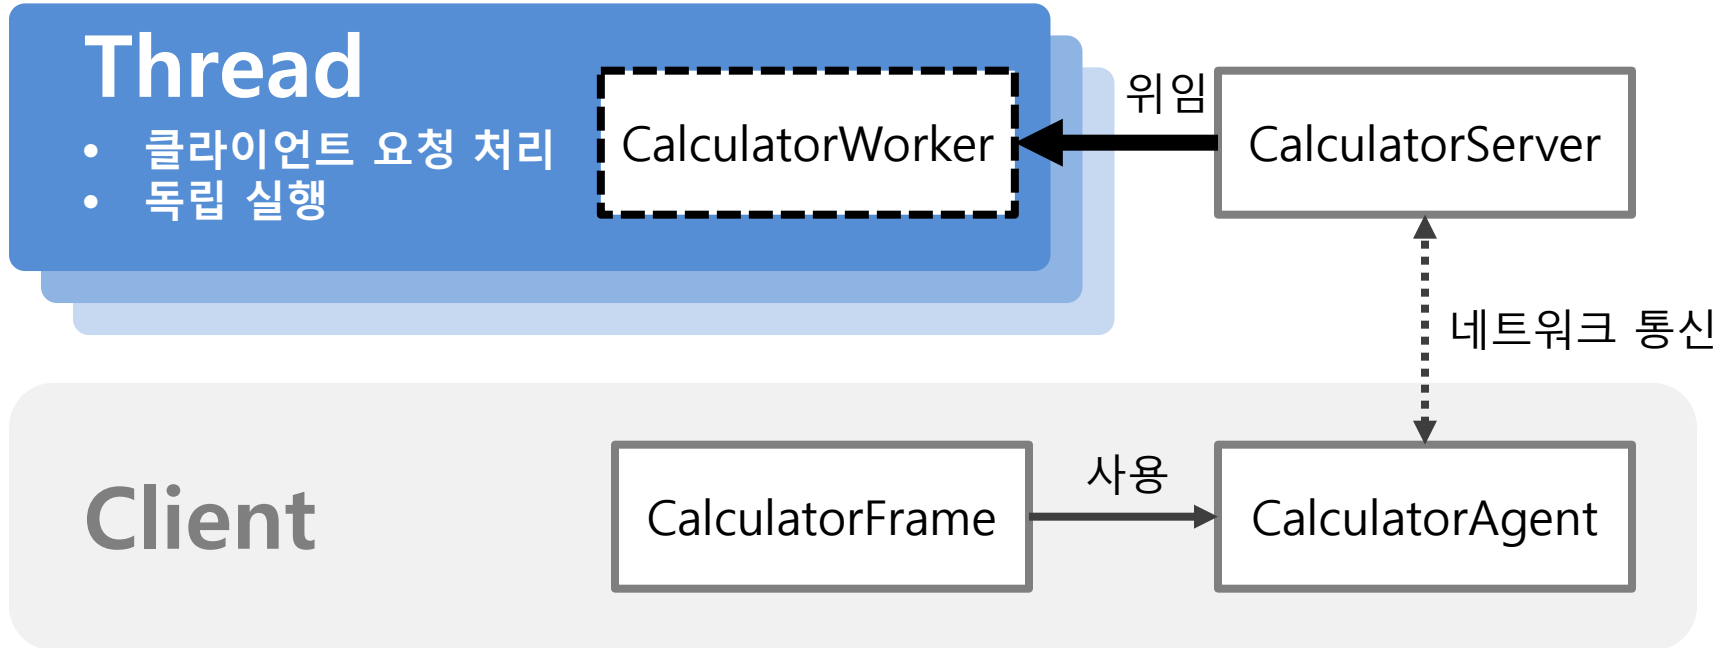 Thread
• 클라이언트 요청 처리
• 독립 실행
CalculatorWorker
위임
CalculatorServer
네트워크 통신
Client
CalculatorFrame
사용
CalculatorAgent